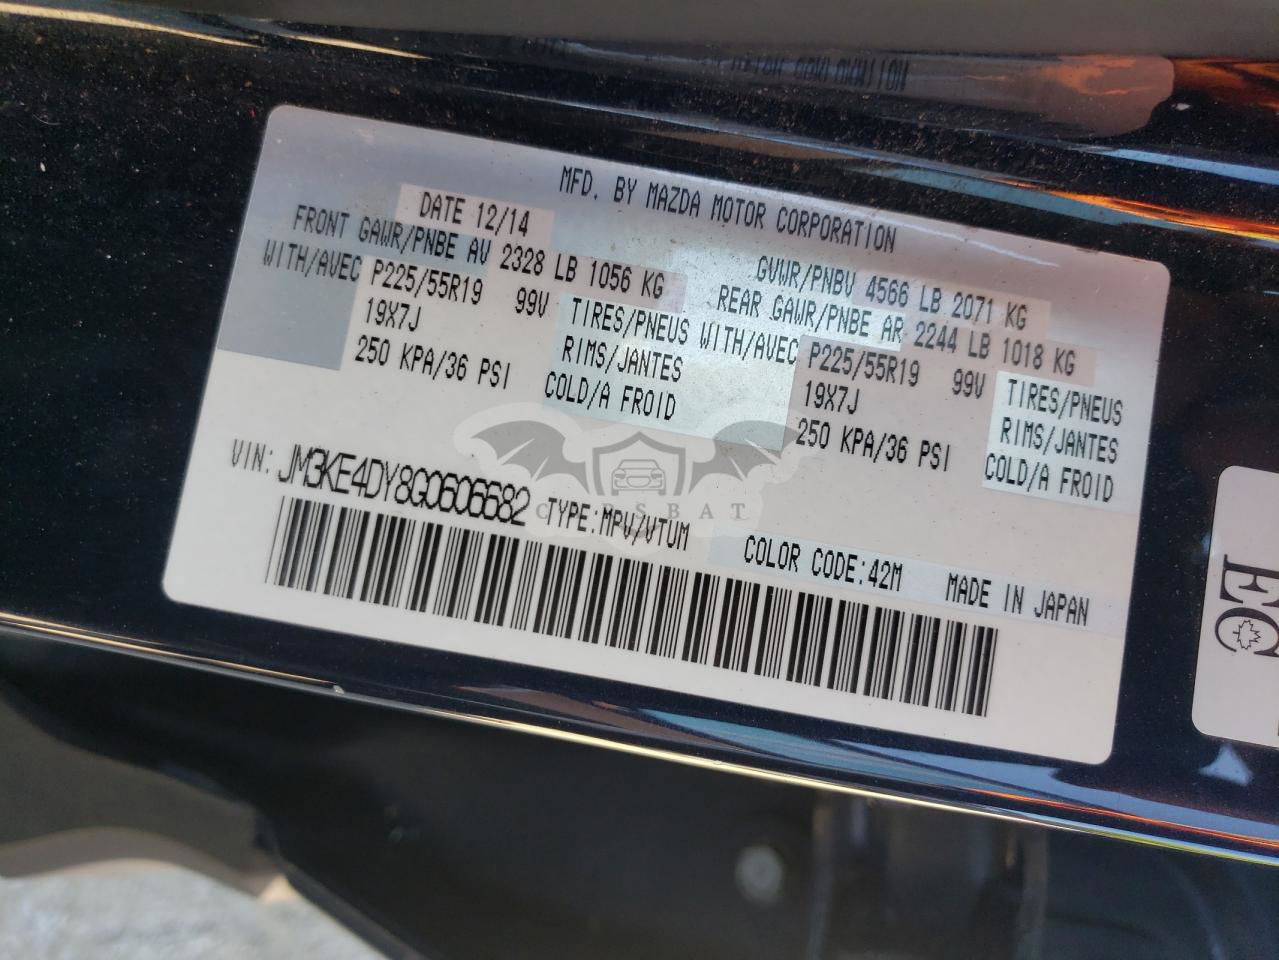 MFD. BY MAZDA MOTOR CORPORATION
DATE 12/14
GVWR/PNBV 4566 LB 2071 KG
FRONT GAWR/PNBE AV 2328 LB 1056 KG
REAR GAWR/PNBE AR 2244 LB 1018 KG
WITH/AVEC P225/55R19 99V TIRES/PNEUS
WITH/AVEC P225/55R19 99V TIRES/PNEUS
19X7J RIMS/JANTES
19X7J RIMS/JANTES
250 KPA/36 PSI COLD/A FROID
250 KPA/36 PSI COLD/A FROID
VIN: JM3KE4DY8G0606682 TYPE:MPV/VTUM
COLOR CODE:42M MADE IN JAPAN
CARSBAT
EC